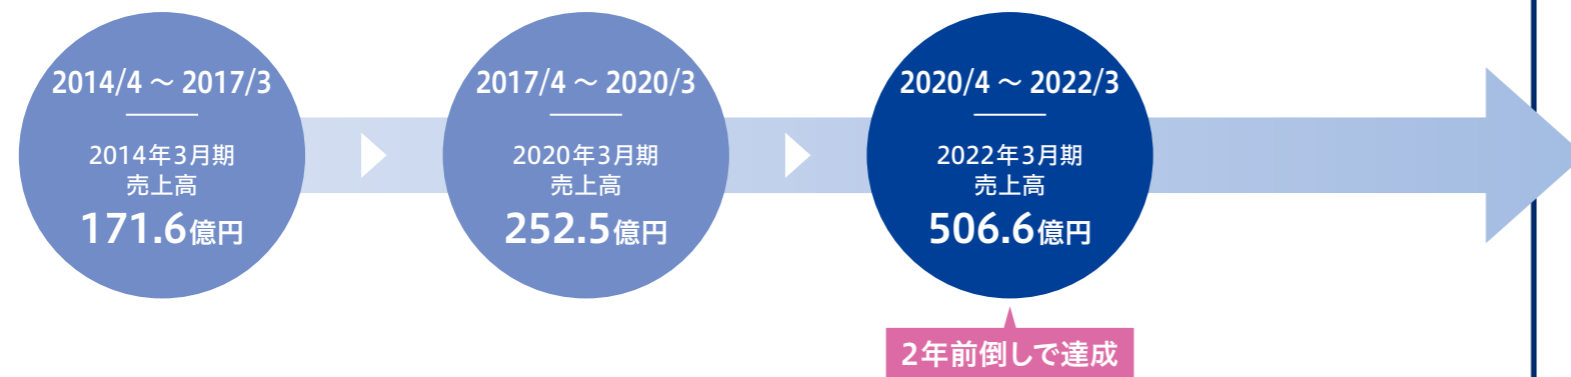 2014/4 ～ 2017/3
2014年3月期
売上高
171.6億円
2017/4 ～ 2020/3
2020年3月期
売上高
252.5億円
2020/4 ～ 2022/3
2022年3月期
売上高
506.6億円
2年前倒しで達成